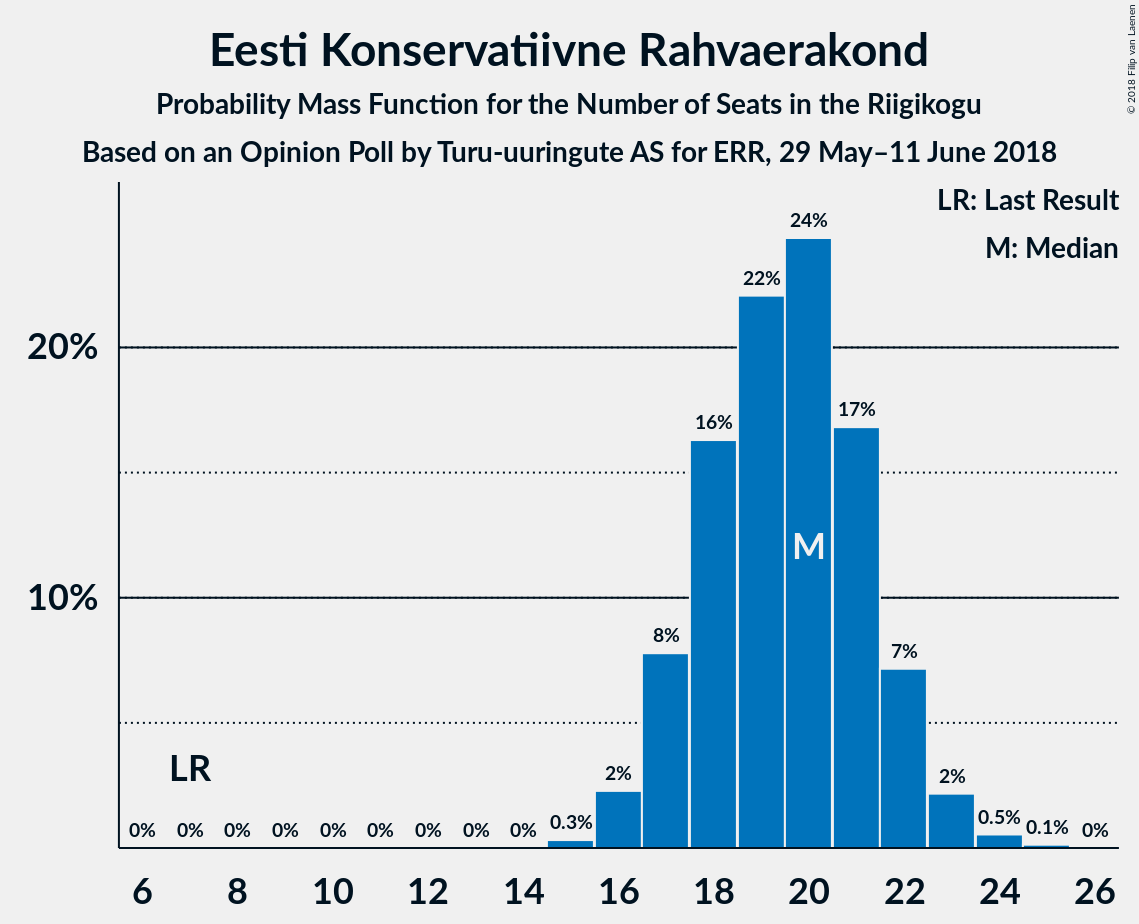 Eesti Konservatiivne Rahvaerakond
Probability Mass Function for the Number of Seats in the Riigikogu
Based on an Opinion Poll by Turu-uuringute AS for ERR, 29 May–11 June 2018
© 2018 Filip van Laenen
LR: Last Result
M: Median
24%
22%
20%
17%
16%
M
10%
8%
7%
LR
2%
2%
0% 0% 0% 0% 0% 0% 0% 0% 0% 0.3% 0.5% 0.1% 0%
6 8 10 12 14 16 18 20 22 24 26